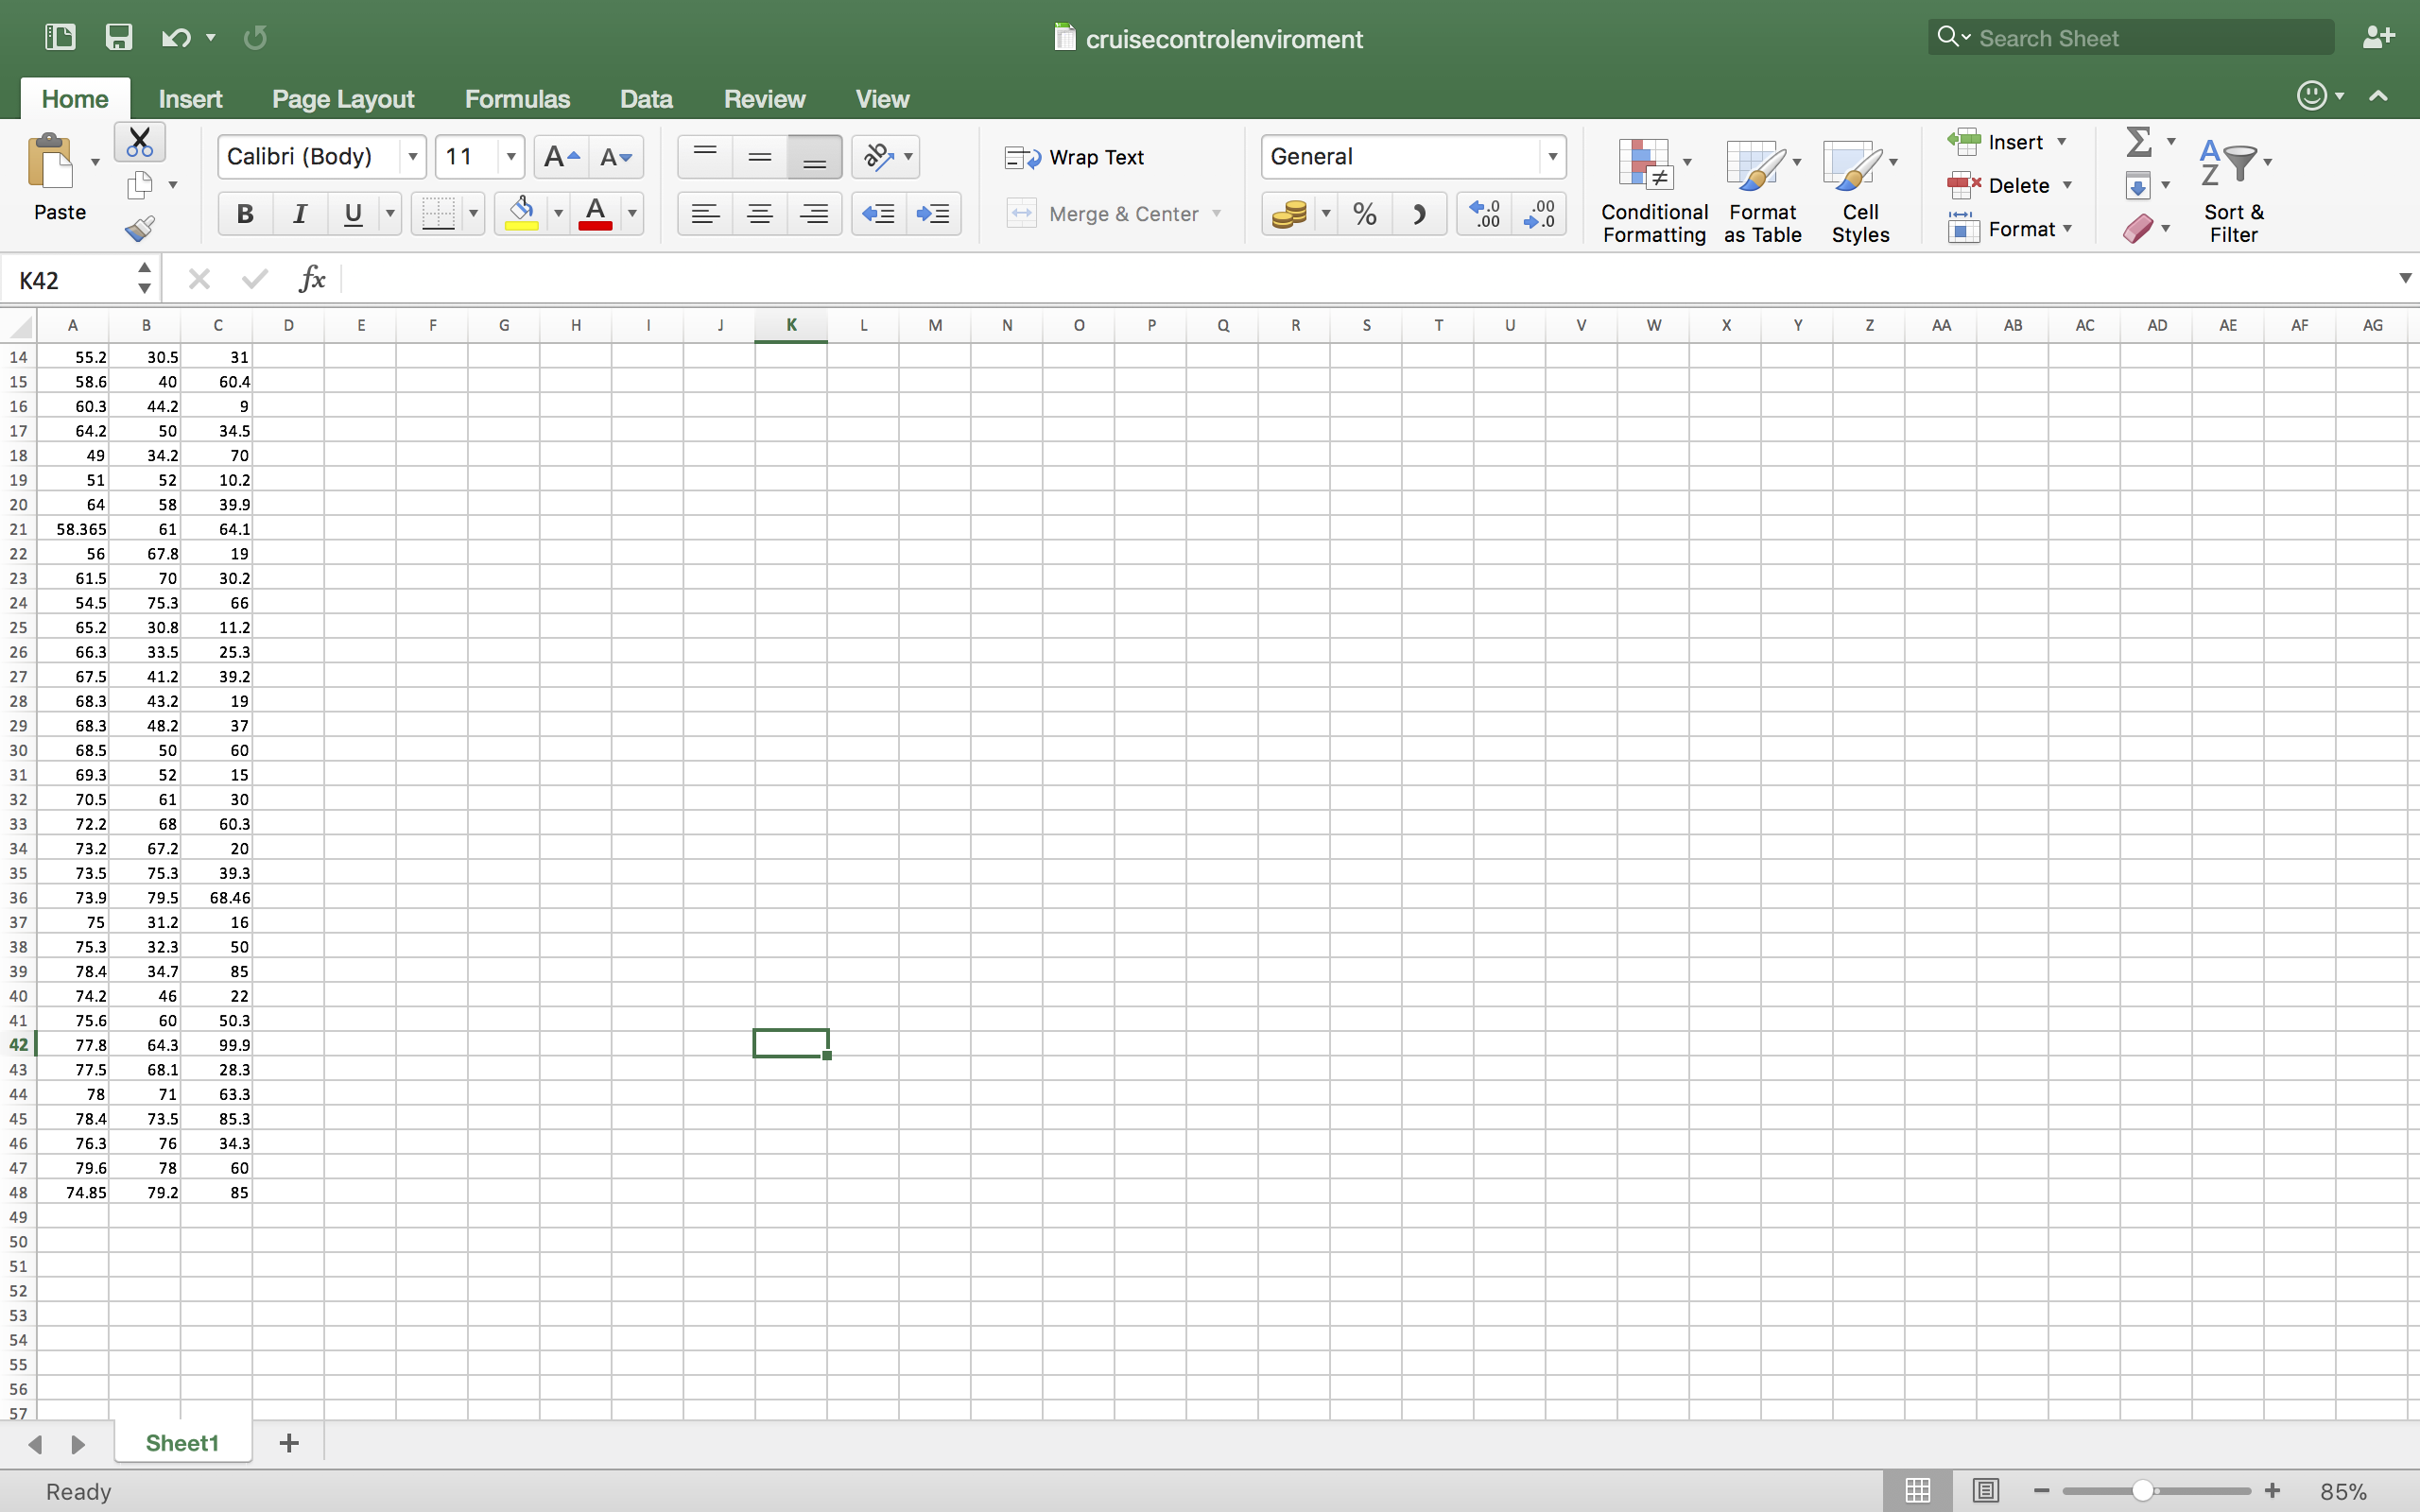 cruisecontrolenviroment
Search Sheet
Home Insert Page Layout Formulas Data Review View
Paste
Calibri (Body) 11
Wrap Text
Merge & Center
General
Conditional Formatting
Format as Table
Cell Styles
Insert
Delete
Format
Sort & Filter
K42 fx
A B C D E F G H I J K L M N O P Q R S T U V W X Y Z AA AB AC AD AE AF AG
14 55.2 30.5 31
15 58.6 40 60.4
16 60.3 44.2 9
17 64.2 50 34.5
18 49 34.2 70
19 51 52 10.2
20 64 58 39.9
21 58.365 61 64.1
22 56 67.8 19
23 61.5 70 30.2
24 54.5 75.3 66
25 65.2 30.8 11.2
26 66.3 33.5 25.3
27 67.5 41.2 39.2
28 68.3 43.2 19
29 68.3 48.2 37
30 68.5 50 60
31 69.3 52 15
32 70.5 61 30
33 72.2 68 60.3
34 73.2 67.2 20
35 73.5 75.3 39.3
36 73.9 79.5 68.46
37 75 31.2 16
38 75.3 32.3 50
39 78.4 34.7 85
40 74.2 46 22
41 75.6 60 50.3
42 77.8 64.3 99.9
43 77.5 68.1 28.3
44 78 71 63.3
45 78.4 73.5 85.3
46 76.3 76 34.3
47 79.6 78 60
48 74.85 79.2 85
49
50
51
52
53
54
55
56
57
Sheet1
Ready
85%